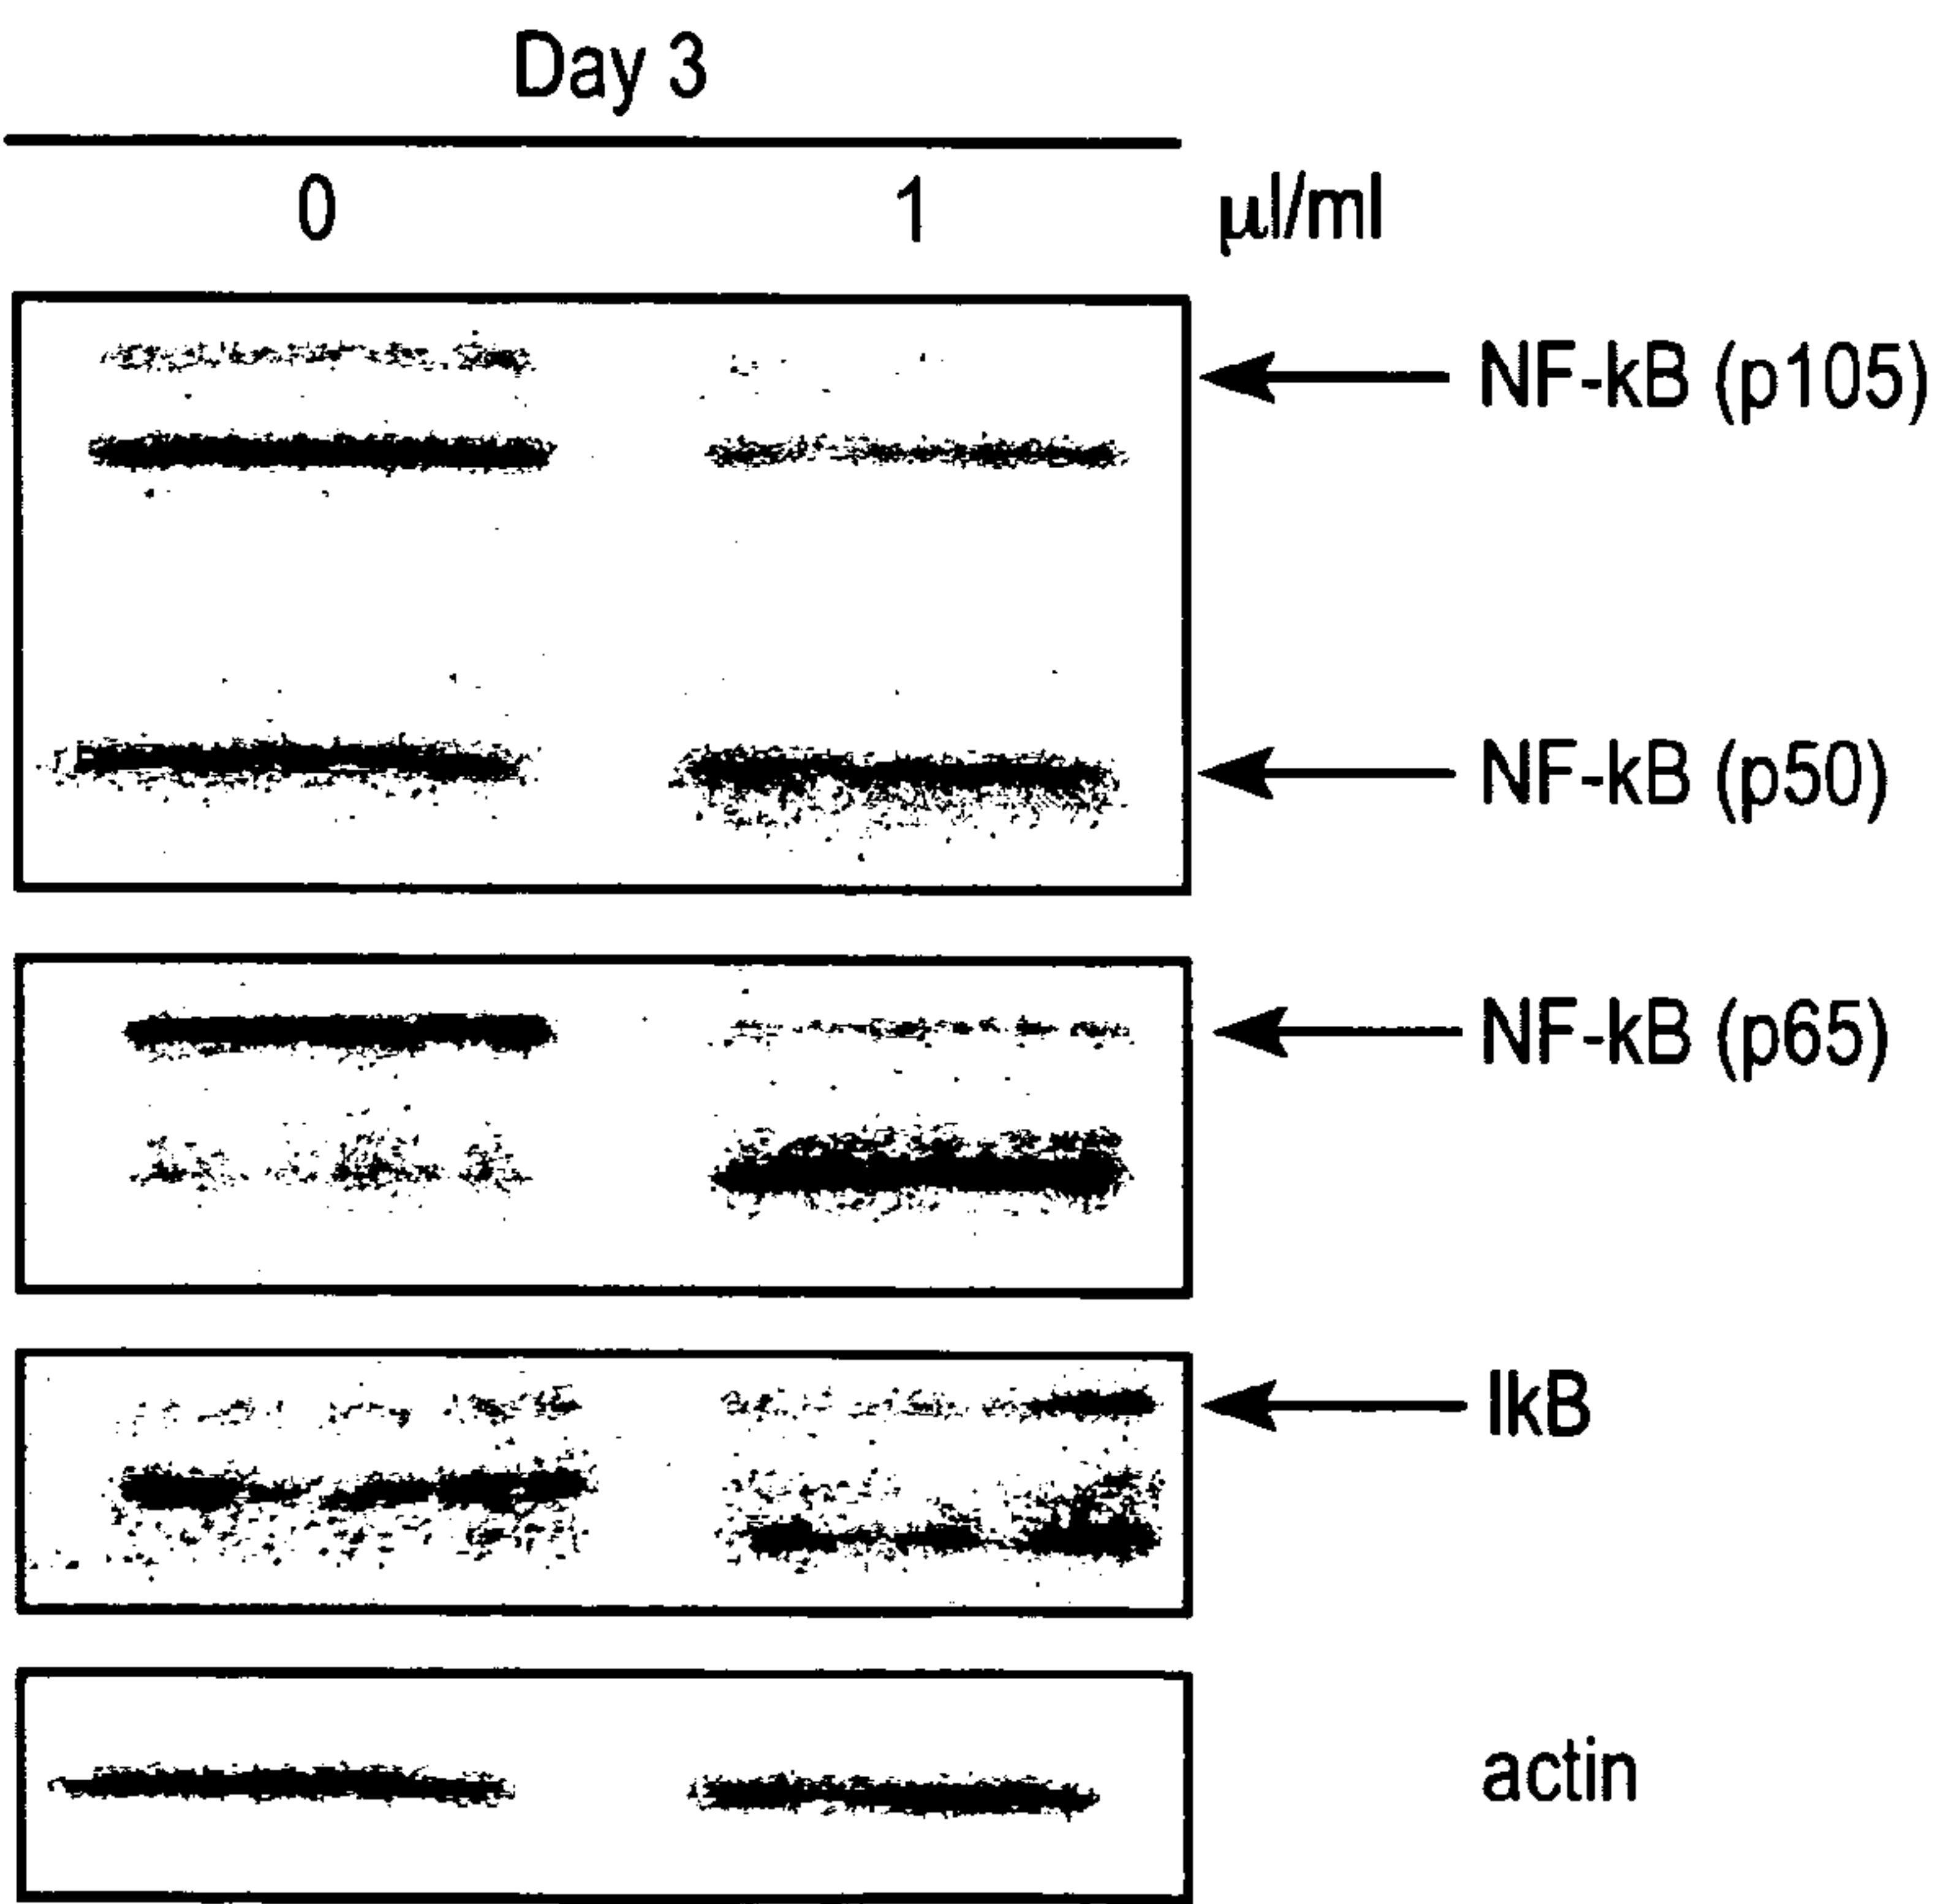 Day 3
0 1 µl/ml
NF-kB (p105)
NF-kB (p50)
NF-kB (p65)
IkB
actin